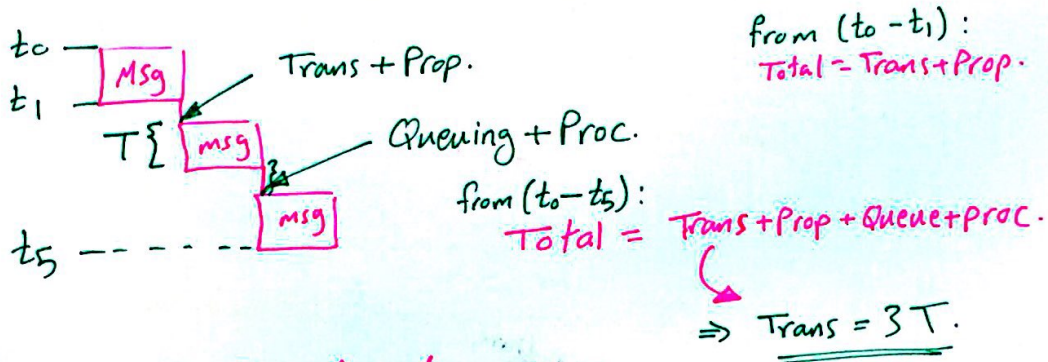 t0
Msg
t1
Trans + Prop.
T{
msg
Queuing + Proc.
msg
t5
from (t0 - t1) :
Total = Trans + Prop.
from (t0 - t5) :
Total = Trans + Prop + Queue + Proc.
⇒ Trans = 3 T.